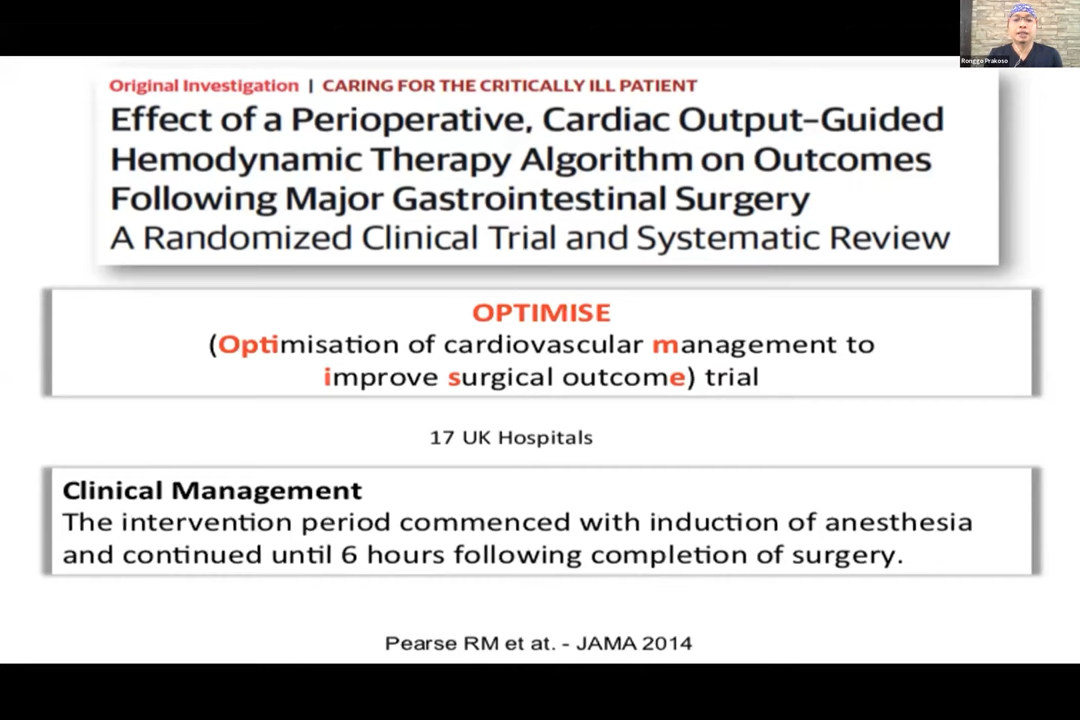 Ronggo Prakoso
Original Investigation | CARING FOR THE CRITICALLY ILL PATIENT
Effect of a Perioperative, Cardiac Output–Guided
Hemodynamic Therapy Algorithm on Outcomes
Following Major Gastrointestinal Surgery
A Randomized Clinical Trial and Systematic Review
OPTIMISE
(Optimisation of cardiovascular management to
improve surgical outcome) trial
17 UK Hospitals
Clinical Management
The intervention period commenced with induction of anesthesia
and continued until 6 hours following completion of surgery.
Pearse RM et at. - JAMA 2014